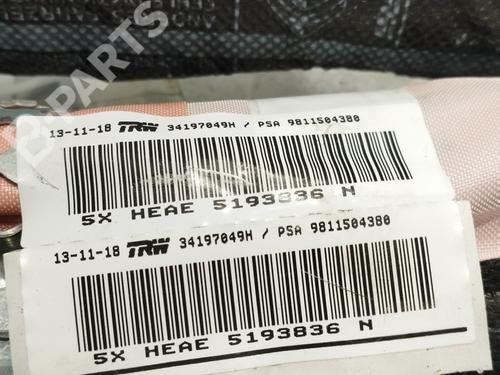 B-PARTS
13-11-18 TRW 34197049H / PSA 9811504380
5X HEAE 5193836 N
13-11-18 TRW 34197049H / PSA 9811504380
5X HEAE 5193836 N